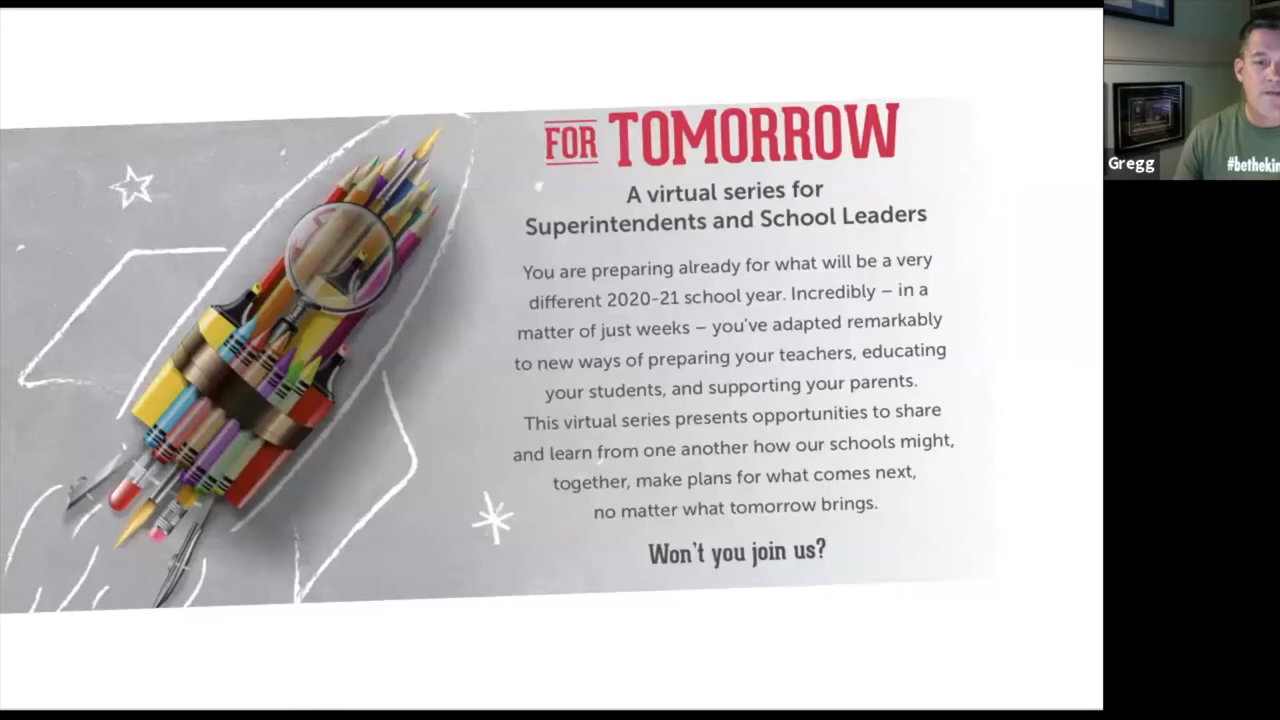 FOR TOMORROW
A virtual series for
Superintendents and School Leaders
You are preparing already for what will be a very
different 2020-21 school year. Incredibly – in a
matter of just weeks – you've adapted remarkably
to new ways of preparing your teachers, educating
your students, and supporting your parents.
This virtual series presents opportunities to share
and learn from one another how our schools might,
together, make plans for what comes next,
no matter what tomorrow brings.
Won't you join us?
Gregg
#bethekin